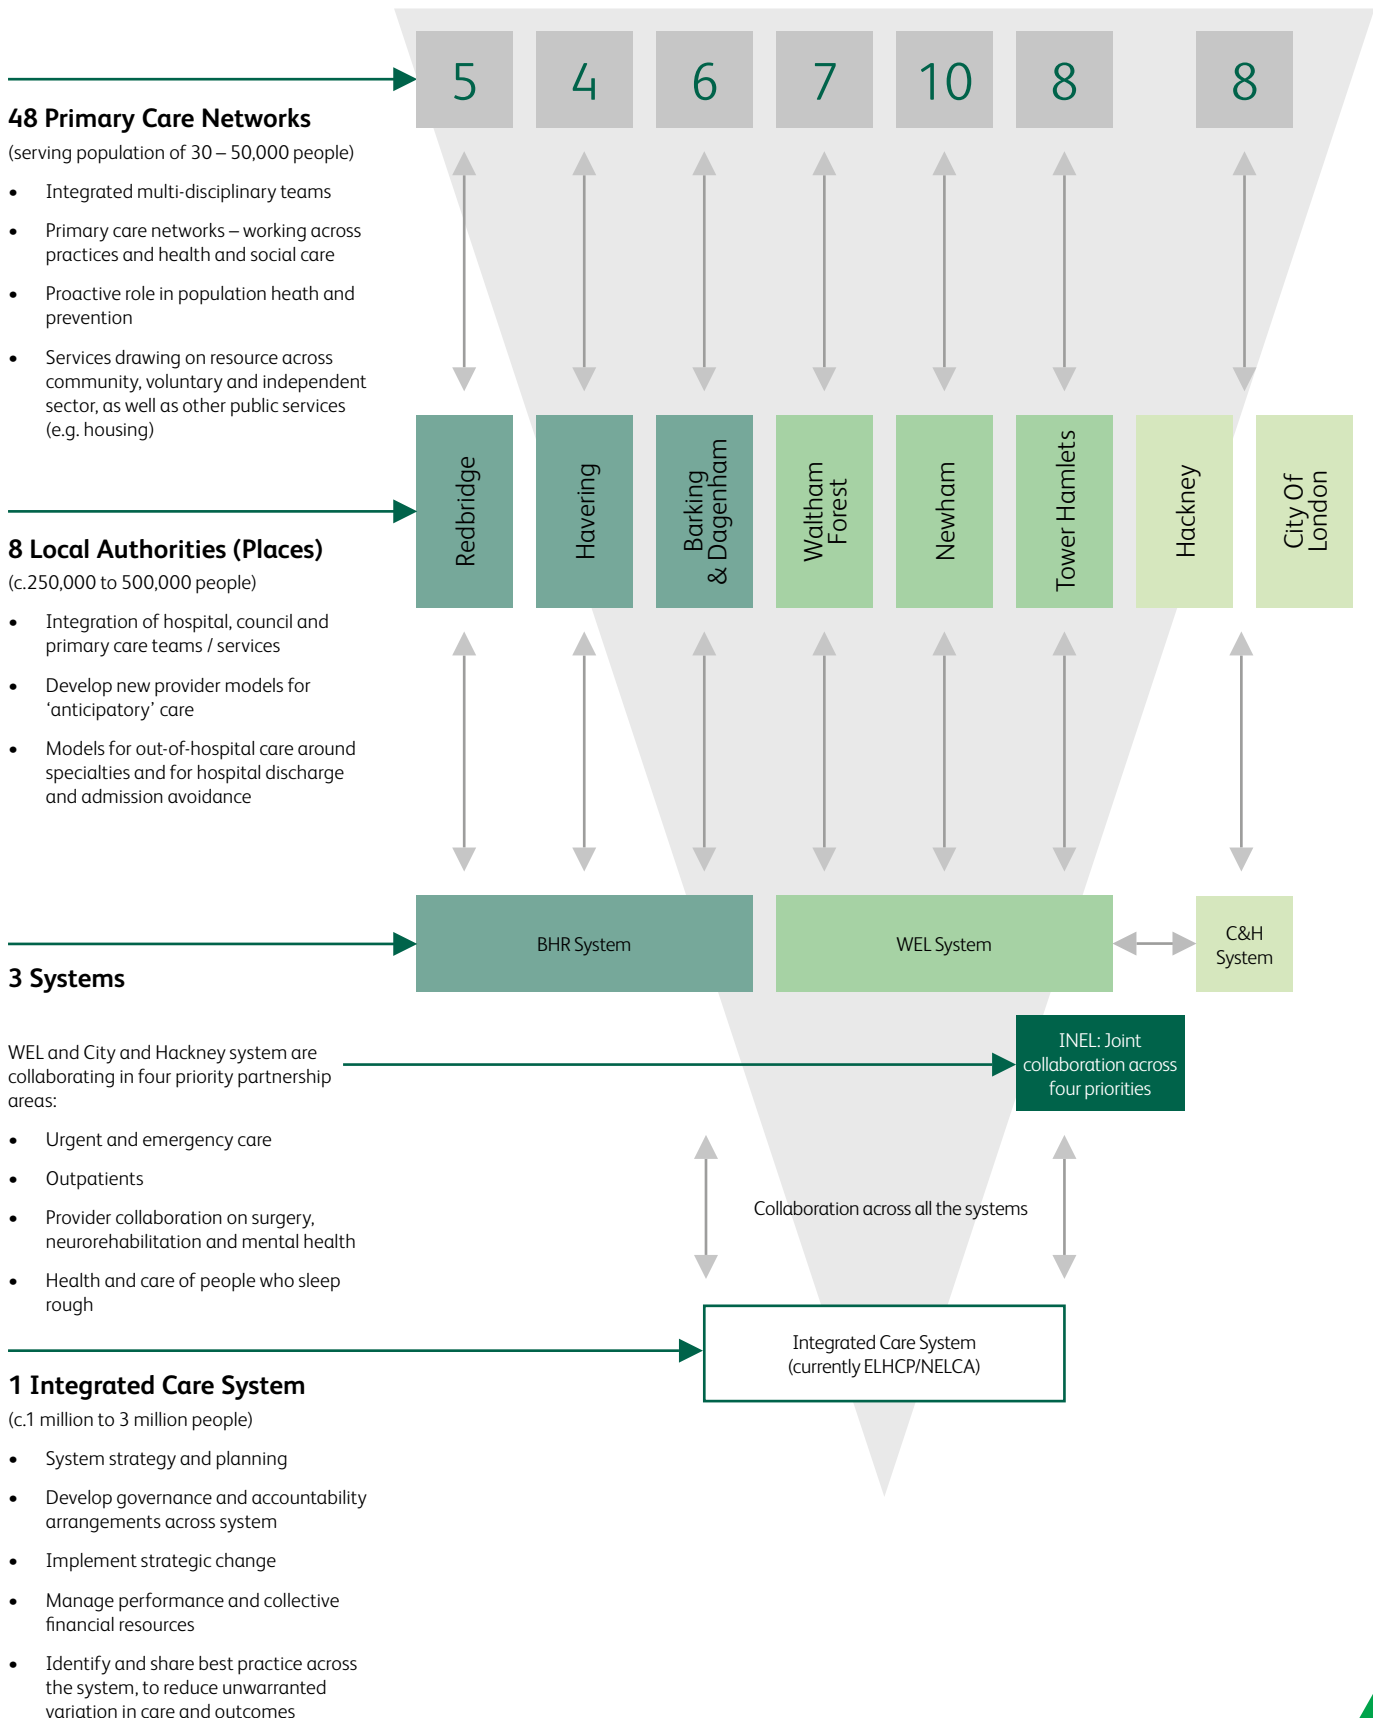 5
4
6
7
10
8
8
48 Primary Care Networks
(serving population of 30 – 50,000 people)
• Integrated multi-disciplinary teams
• Primary care networks – working across
practices and health and social care
• Proactive role in population heath and
prevention
• Services drawing on resource across
community, voluntary and independent
sector, as well as other public services
(e.g. housing)
Redbridge
Havering
Barking
& Dagenham
Waltham
Forest
Newham
Tower Hamlets
Hackney
City Of
London
8 Local Authorities (Places)
(c.250,000 to 500,000 people)
• Integration of hospital, council and
primary care teams / services
• Develop new provider models for
‘anticipatory’ care
• Models for out-of-hospital care around
specialties and for hospital discharge
and admission avoidance
BHR System
WEL System
C&H
System
3 Systems
WEL and City and Hackney system are
collaborating in four priority partnership
areas:
• Urgent and emergency care
• Outpatients
• Provider collaboration on surgery,
neurorehabilitation and mental health
• Health and care of people who sleep
rough
INEL: Joint
collaboration across
four priorities
Collaboration across all the systems
Integrated Care System
(currently ELHCP/NELCA)
1 Integrated Care System
(c.1 million to 3 million people)
• System strategy and planning
• Develop governance and accountability
arrangements across system
• Implement strategic change
• Manage performance and collective
financial resources
• Identify and share best practice across
the system, to reduce unwarranted
variation in care and outcomes